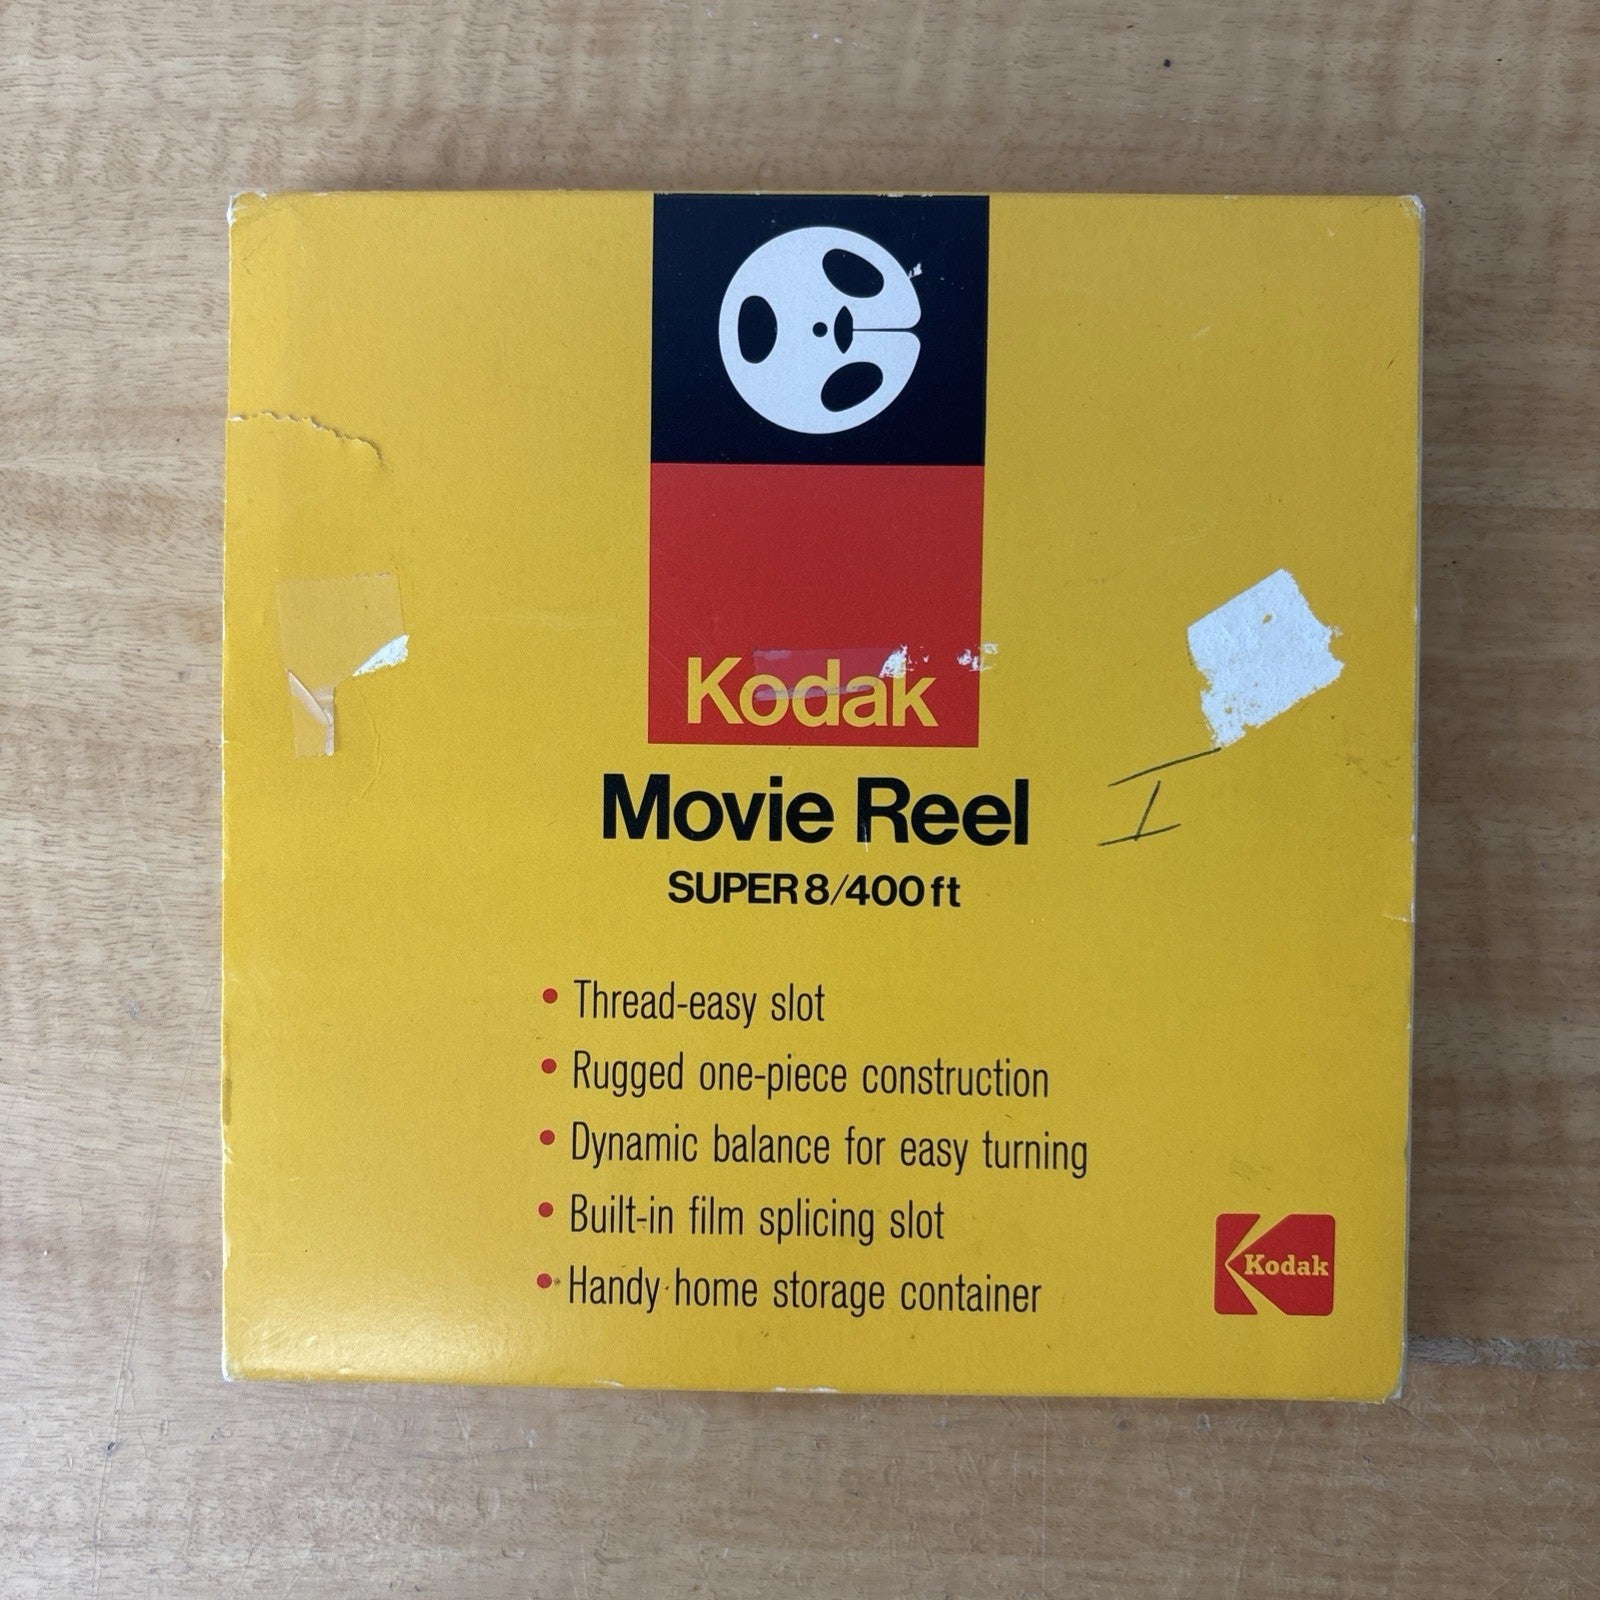 Kodak
Movie Reel
SUPER 8/400 ft
I
• Thread-easy slot
• Rugged one-piece construction
• Dynamic balance for easy turning
• Built-in film splicing slot
• Handy home storage container
Kodak